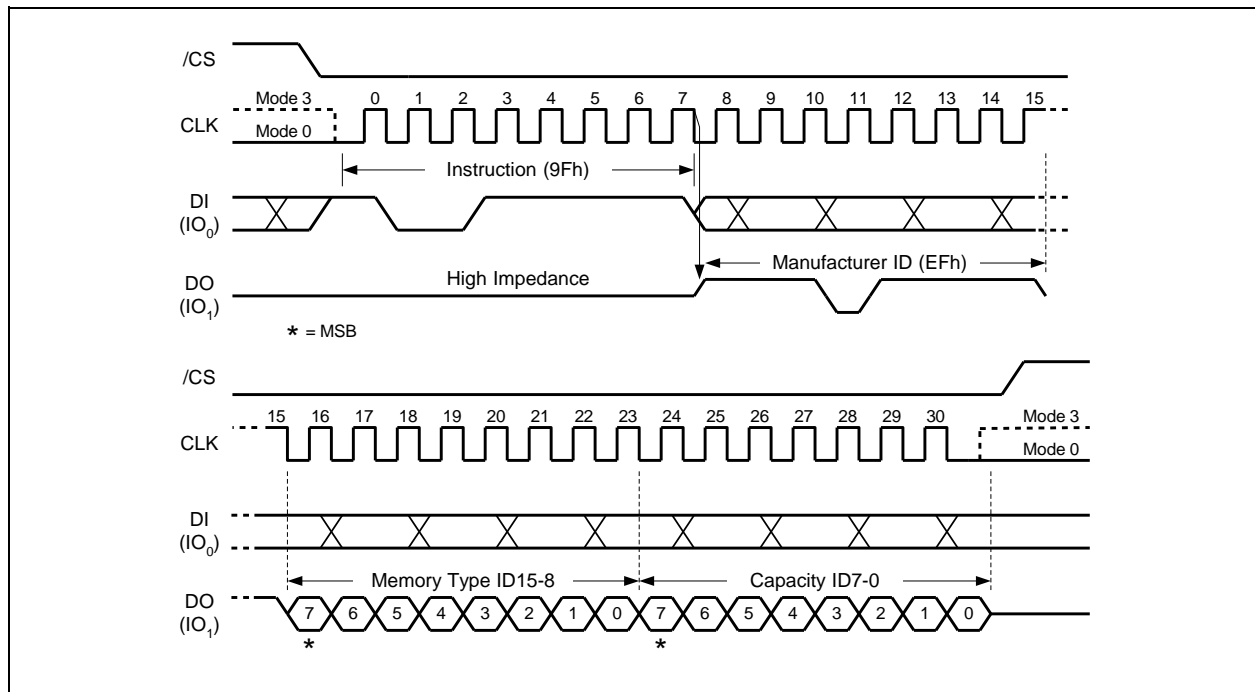 /CS
Mode 3 0 1 2 3 4 5 6 7 8 9 10 11 12 13 14 15
CLK
Mode 0
Instruction (9Fh)
DI
(IO0)
Manufacturer ID (EFh)
High Impedance
DO
(IO1)
* = MSB
/CS
15 16 17 18 19 20 21 22 23 24 25 26 27 28 29 30 Mode 3
CLK
Mode 0
DI
(IO0)
Memory Type ID15-8 Capacity ID7-0
DO
(IO1)
7 6 5 4 3 2 1 0 7 6 5 4 3 2 1 0
* *